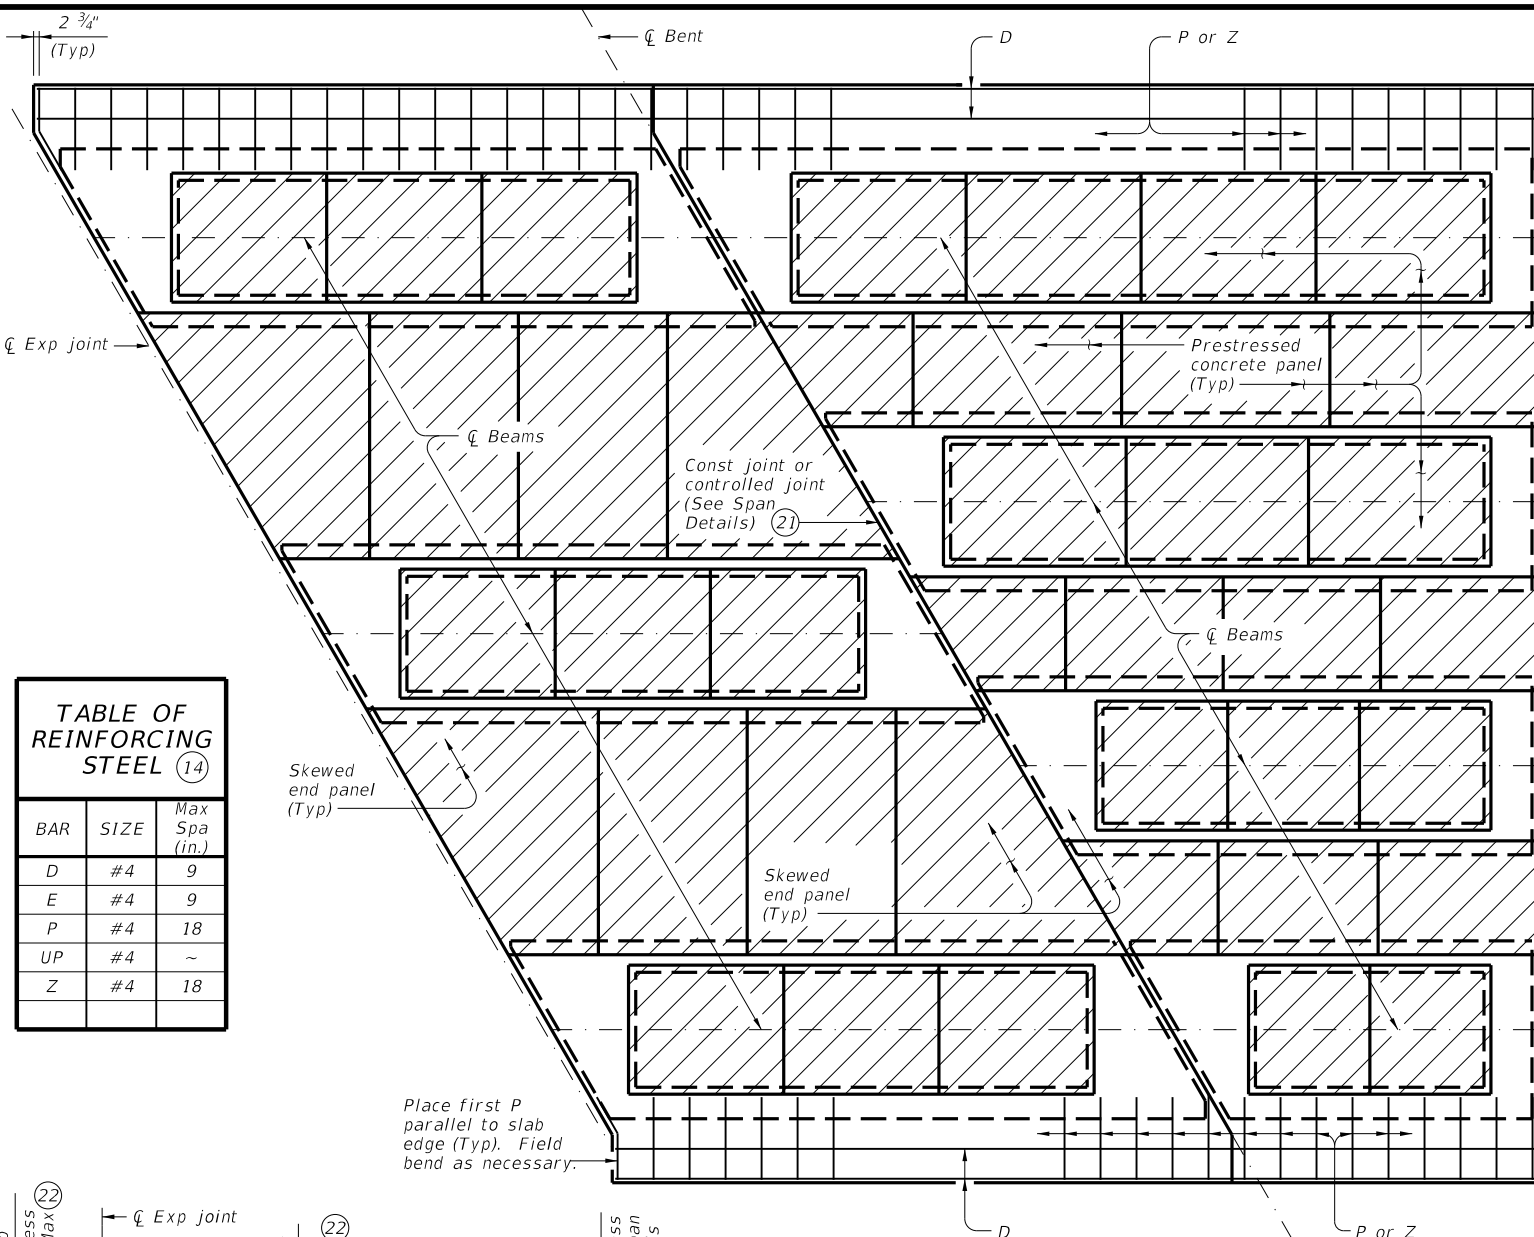 2 ¾"
(Typ)
℄ Bent
D
P or Z
℄ Exp joint
Prestressed
concrete panel
(Typ)
℄ Beams
Const joint or
controlled joint
(See Span
Details) 21
℄ Beams
TABLE OF
REINFORCING
STEEL 14
BAR SIZE Max Spa (in.)
D #4 9
E #4 9
P #4 18
UP #4 ~
Z #4 18
Skewed
end panel
(Typ)
Skewed
end panel
(Typ)
Place first P
parallel to slab
edge (Typ). Field
bend as necessary.
22
Max
℄ Exp joint
22
D
P or Z